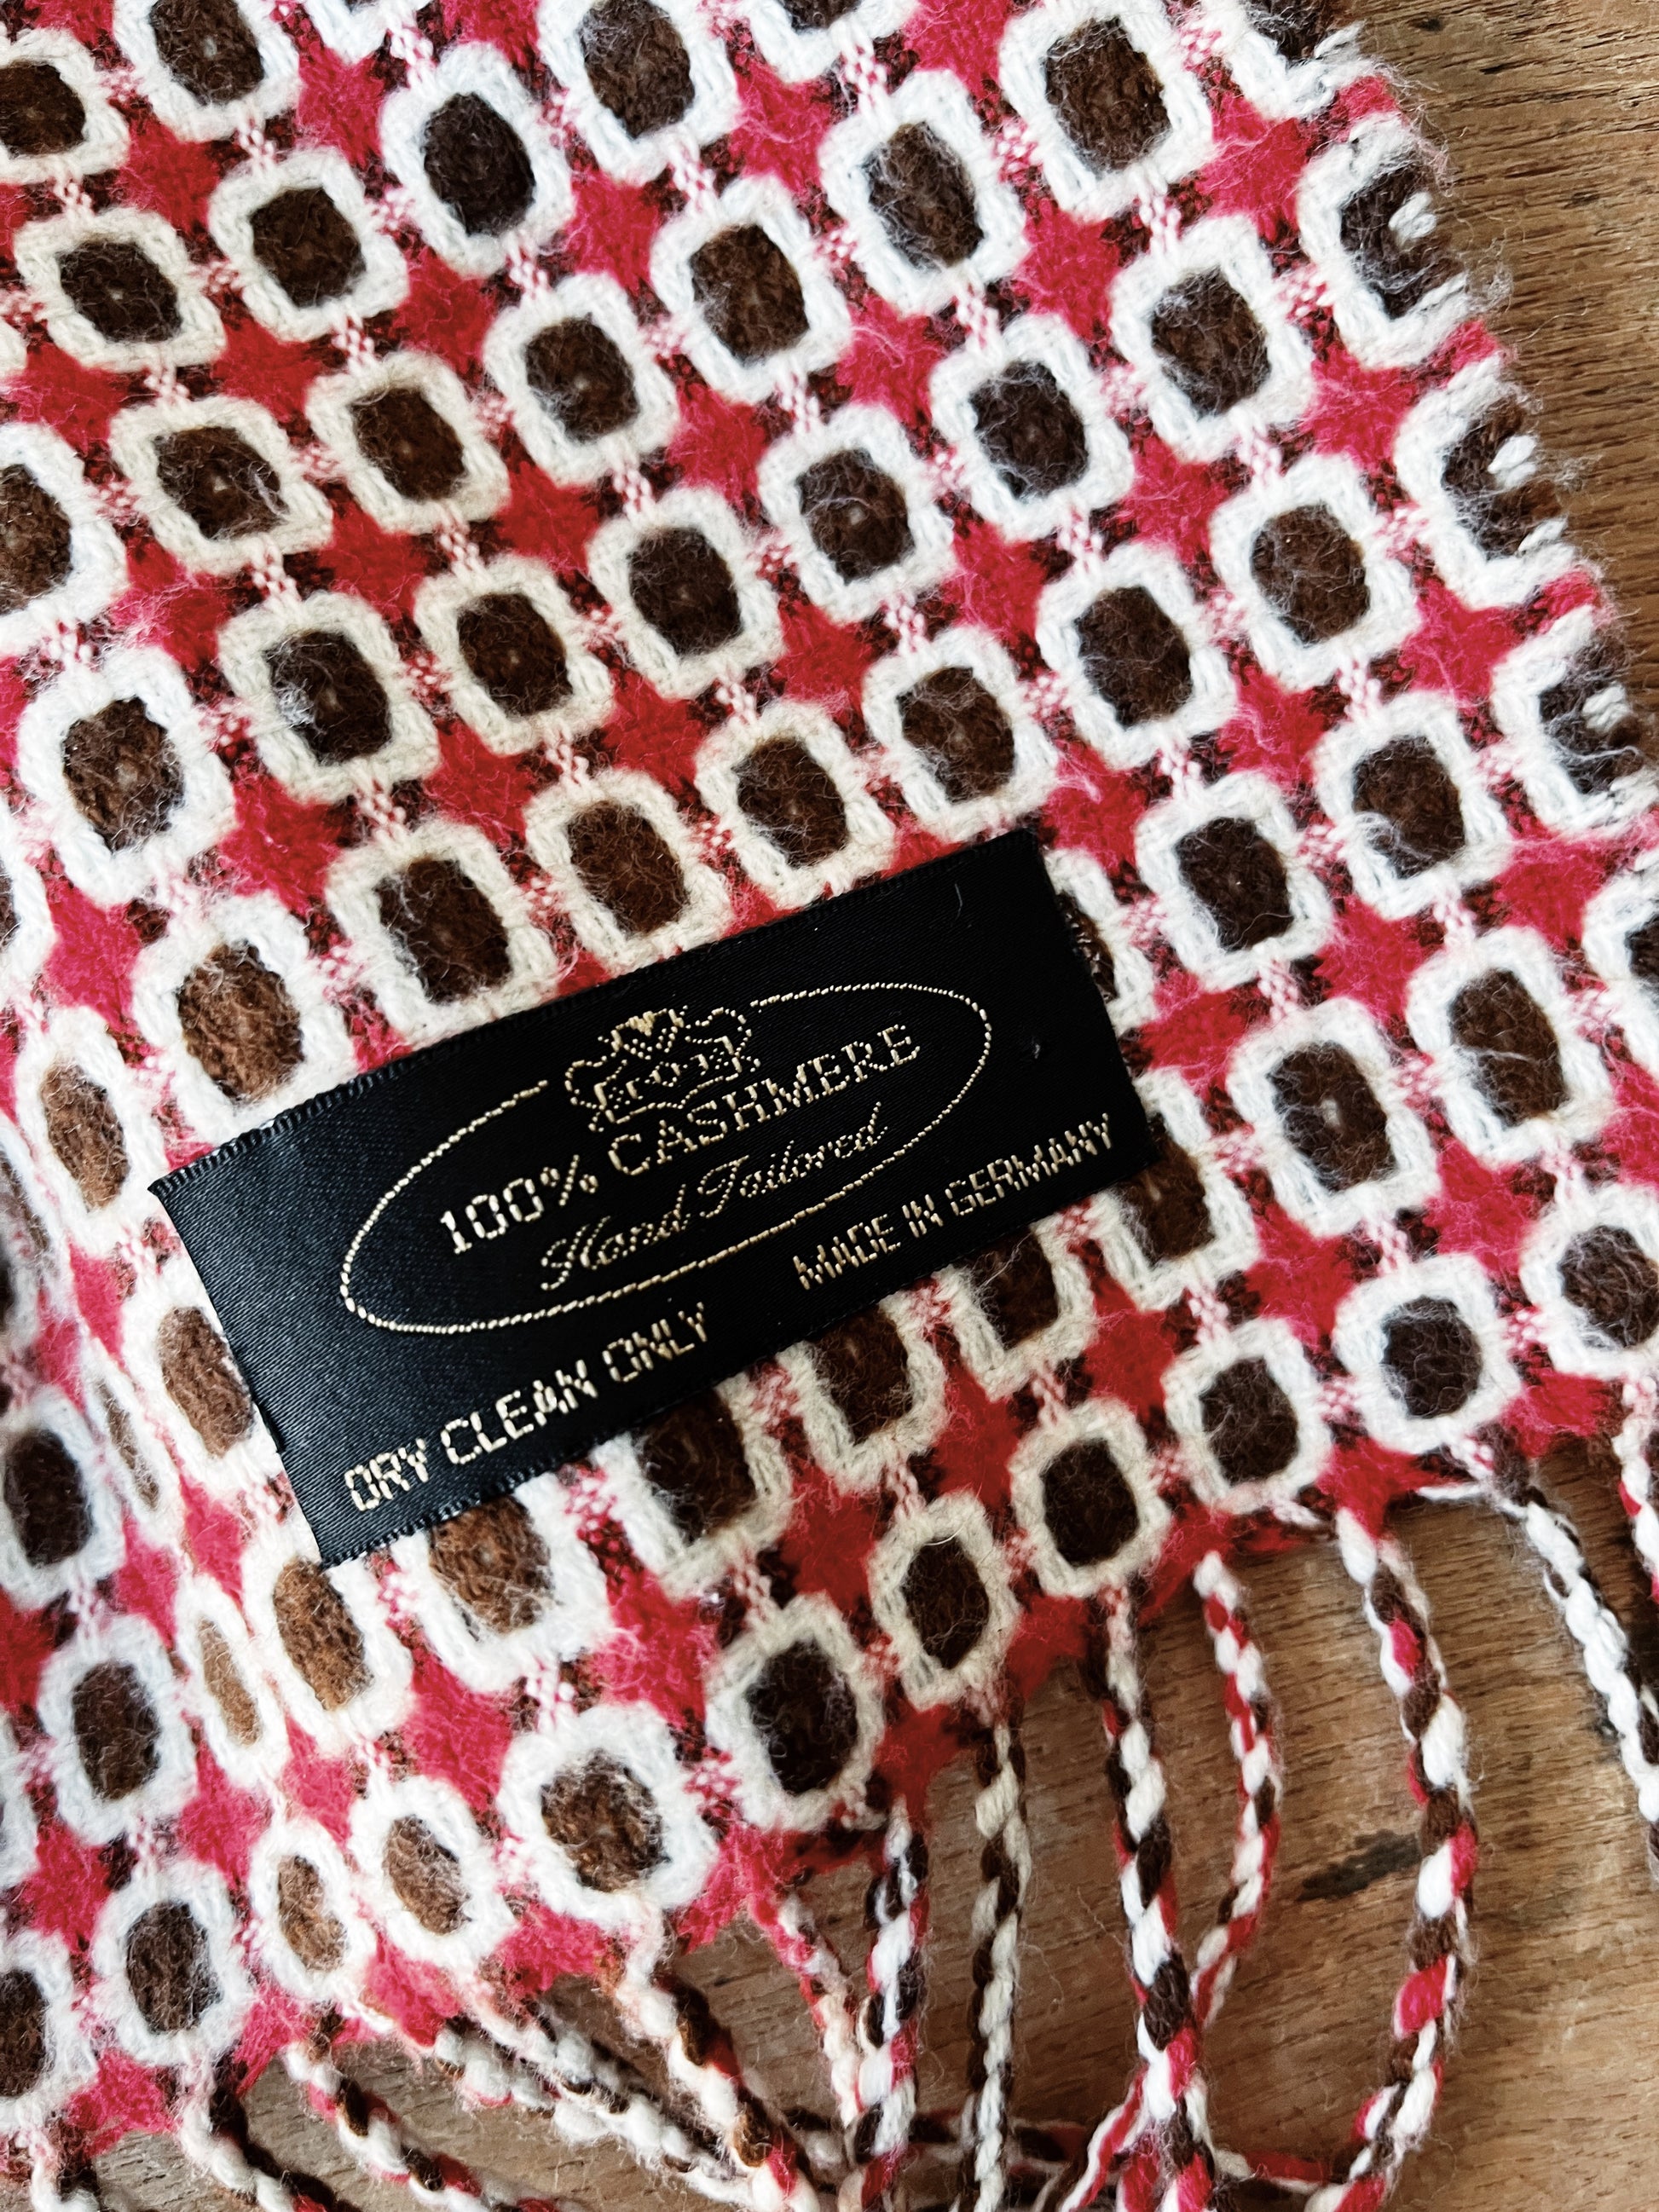 100% CASHMERE
Hand Tailored
DRY CLEAN ONLY MADE IN GERMANY